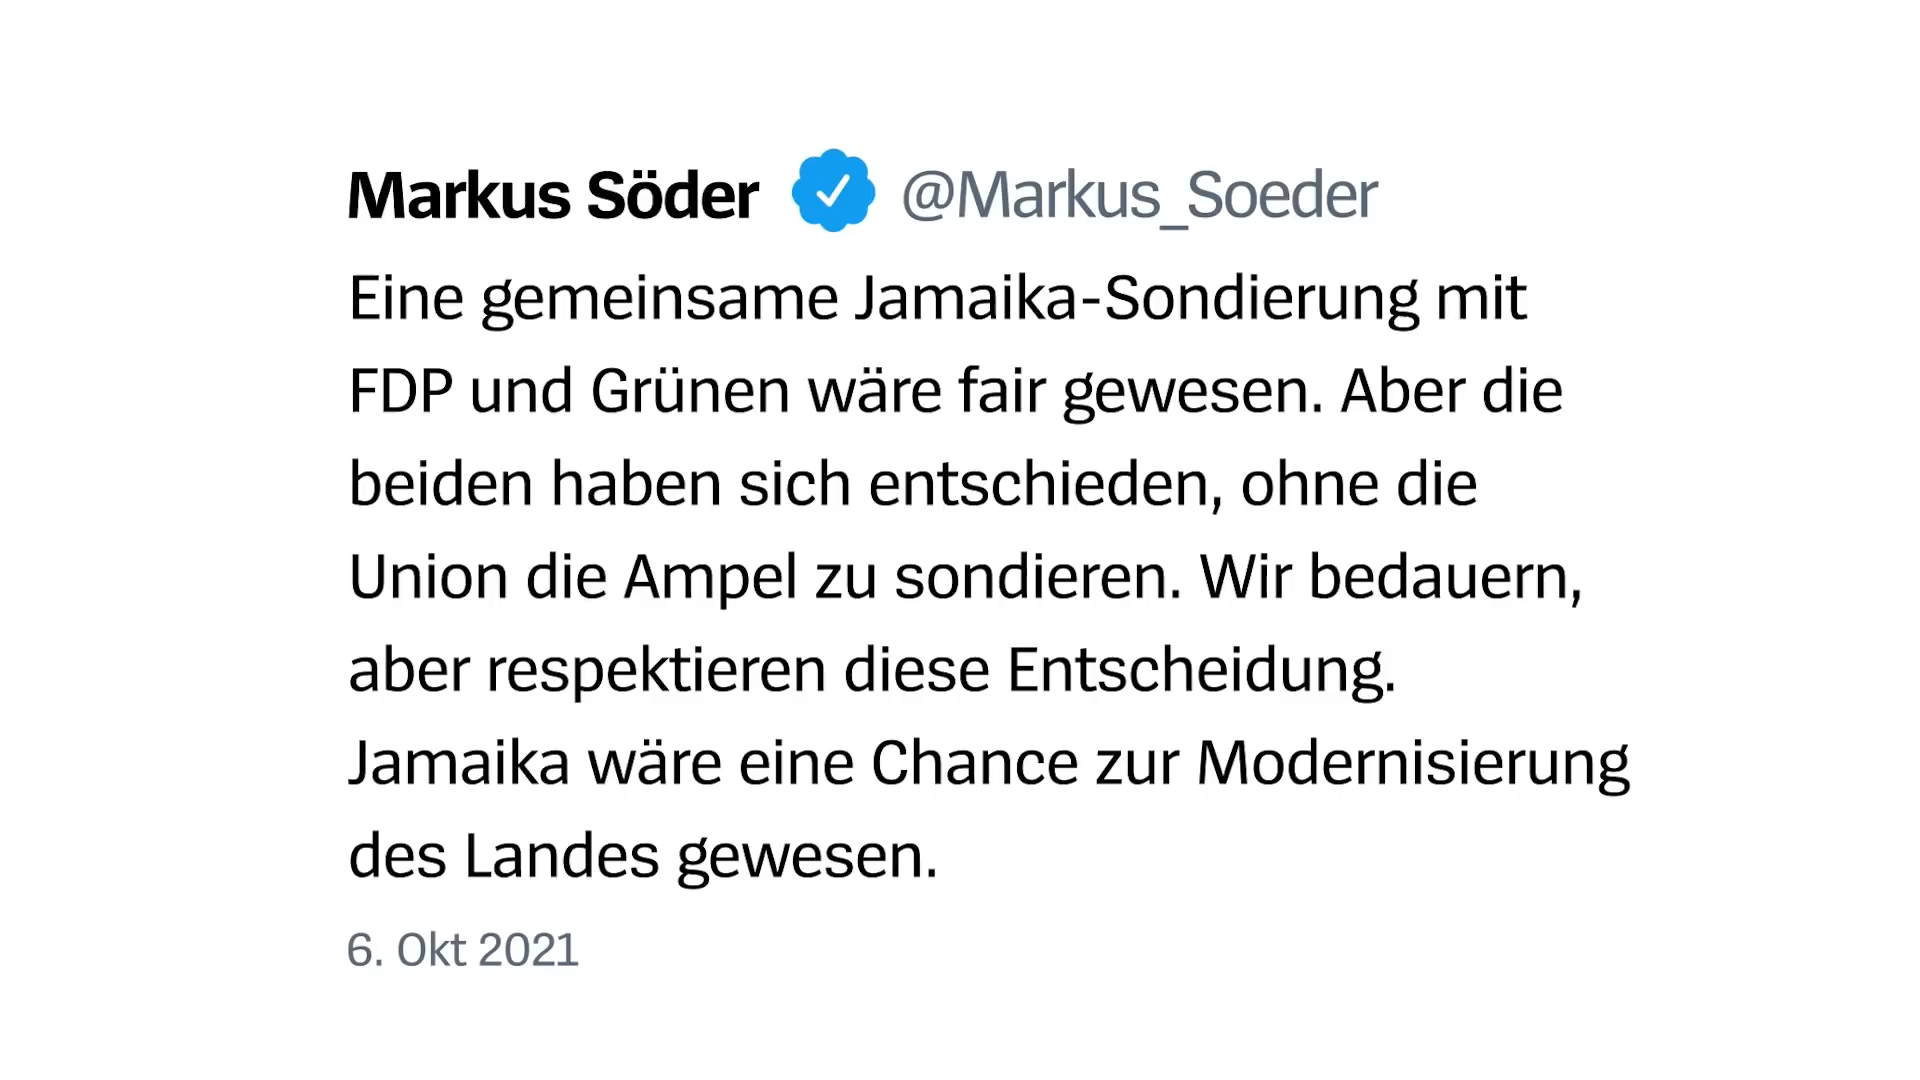 Markus Söder @Markus_Soeder
Eine gemeinsame Jamaika-Sondierung mit
FDP und Grünen wäre fair gewesen. Aber die
beiden haben sich entschieden, ohne die
Union die Ampel zu sondieren. Wir bedauern,
aber respektieren diese Entscheidung.
Jamaika wäre eine Chance zur Modernisierung
des Landes gewesen.
6. Okt 2021